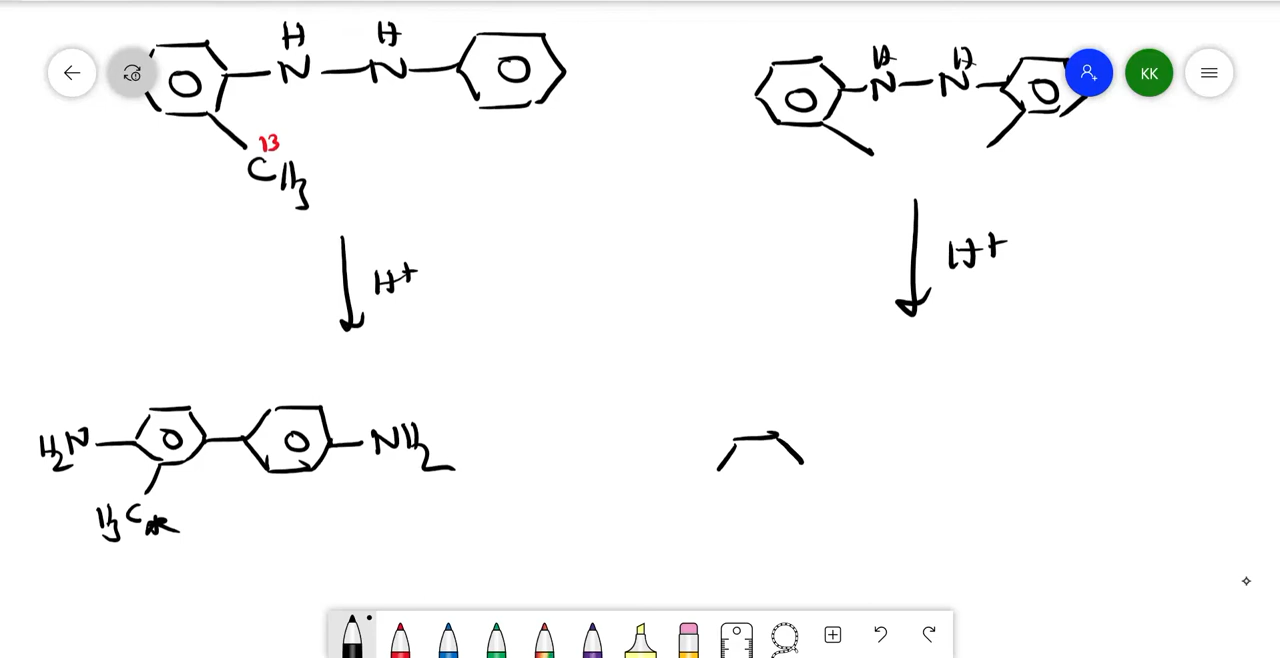 H H H H
N N N N
13
CH3
H+ H+
H2N NH2
H3C
KK